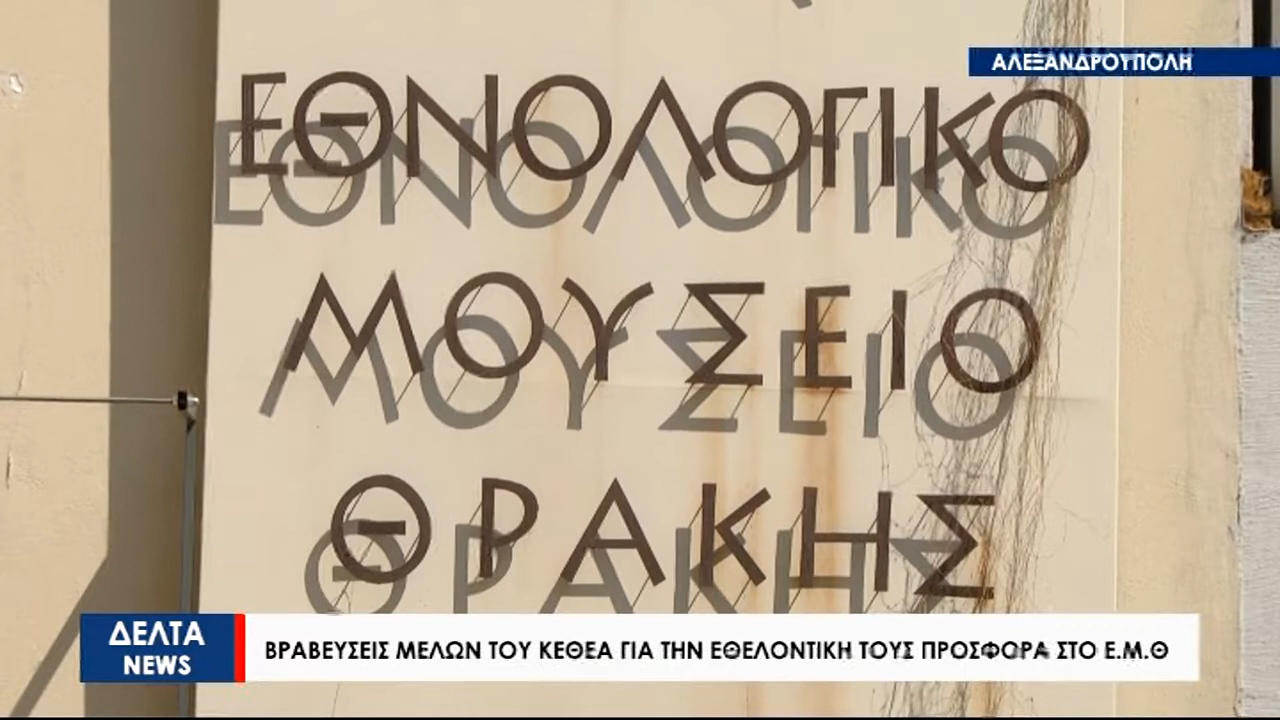 ΑΛΕΞΑΝΔΡΟΥΠΟΛΗ
ΕΘΝΟΛΟΓΙΚΟ
ΜΟΥΣΕΙΟ
ΘΡΑΚΗΣ
ΔΕΛΤΑ
NEWS
ΒΡΑΒΕΥΣΕΙΣ ΜΕΛΩΝ ΤΟΥ ΚΕΘΕΑ ΓΙΑ ΤΗΝ ΕΘΕΛΟΝΤΙΚΗ ΤΟΥΣ ΠΡΟΣΦΟΡΑ ΣΤΟ Ε.Μ.Θ